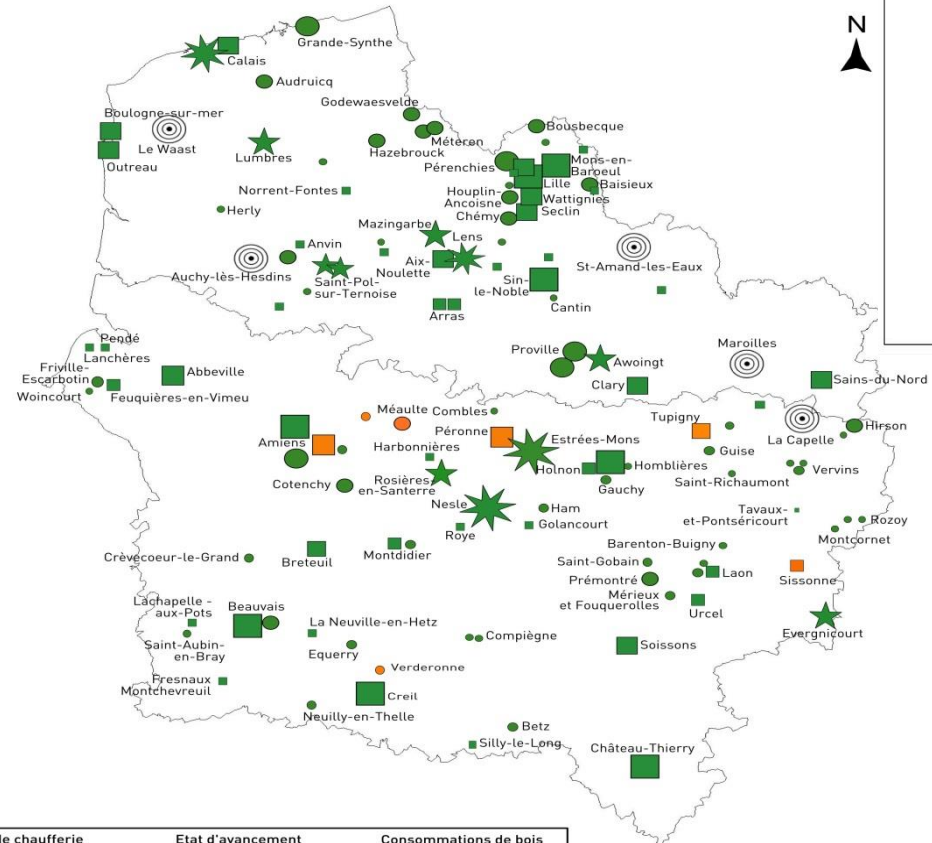 N
Grande-Synthe
Calais
Audruicq
Godewaesvelde
Boulogne-sur-mer
Le Waast
Bousbecque
Méteron
Hazebrouck
Lumbres
Outreau
Pérenchies
Mons-en-
Baroeul
Lille
Baisieux
Norrent-Fontes
Houplin-
Ancoisne
Wattignies
Herly
Chémy
Seclin
Mazingarbe
Lens
Anvin
Aix-
Noulette
St-Amand-les-Eaux
Auchy-lès-Hesdins
Saint-Pol-
sur-Ternoise
Sin-
le-Noble
Cantin
Arras
Pendé
Lanchères
Proville
Awoingt
Maroilles
Friville-
Escarbotin
Abbeville
Clary
Sains-du-Nord
Woincourt
Feuquières-en-Vimeu
Méaulte
Combles
Tupigny
La Capelle
Hirson
Amiens
Harbonnières
Péronne
Estrées-Mons
Guise
Holnon
Homblières
Vervins
Cotenchy
Rosières
en-Santerre
Gauchy
Saint-Richaumont
Nesle
Ham
Tavaux-
et-Pontséricourt
Rozoy
Roye
Golancourt
Montcornet
Crèvecoeur-le-Grand
Breteuil
Montdidier
Barenton-Buigny
Saint-Gobain
Laon
Sissonne
Prémontré
Mérieux
et Fouquerolles
Urcel
Lachapelle -
aux-Pots
Beauvais
La Neuville-en-Hetz
Compiègne
Evergnicourt
Saint-Aubin-
en-Bray
Equerry
Soissons
Verderonne
Fresnaux
Montchevreuil
Creil
Neuilly-en-Thelle
Betz
Silly-le-Long
Château-Thierry
de chaufferie
Etat d'avancement
Consommations de bois